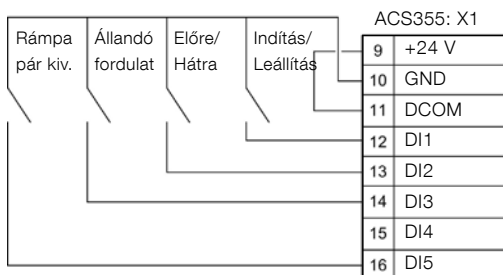 ACS355: X1
Rámpa
pár kiv.
Állandó
fordulat
Előre/
Hátra
Indítás/
Leállítás
9 +24 V
10 GND
11 DCOM
12 DI1
13 DI2
14 DI3
15 DI4
16 DI5